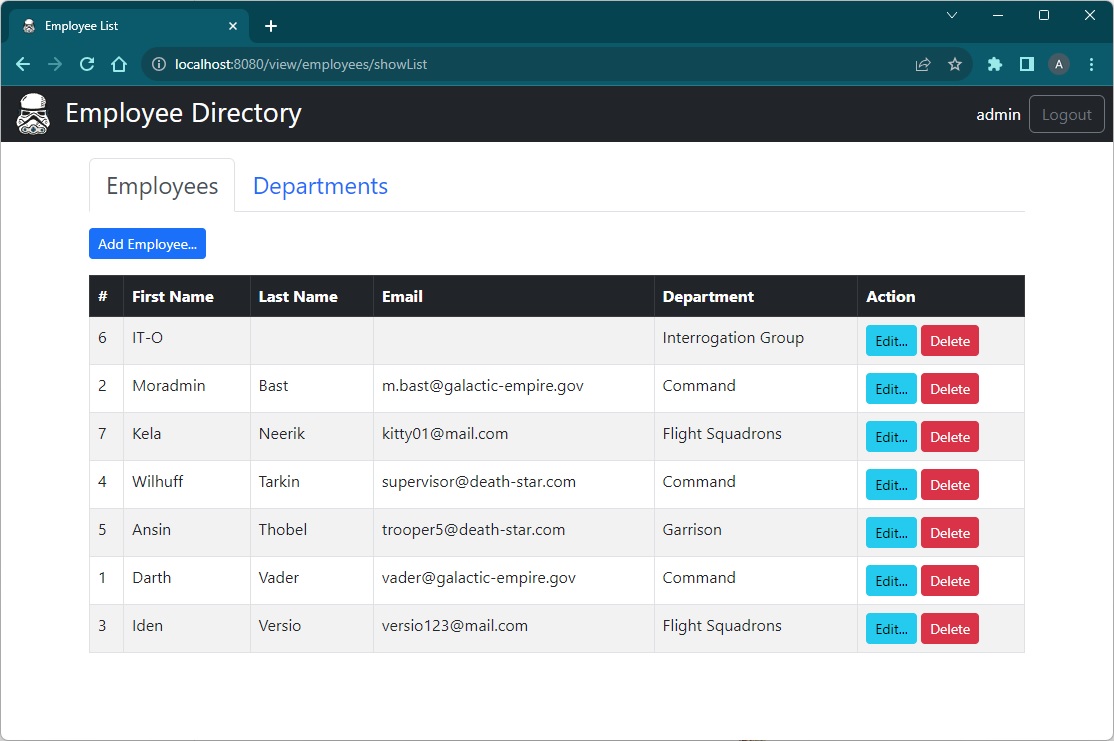 Employee List
localhost:8080/view/employees/showList
A
Employee Directory
admin Logout
Employees Departments
Add Employee...
# First Name Last Name Email Department Action
6 IT-O Interrogation Group Edit... Delete
2 Moradmin Bast m.bast@galactic-empire.gov Command Edit... Delete
7 Kela Neerik kitty01@mail.com Flight Squadrons Edit... Delete
4 Wilhuff Tarkin supervisor@death-star.com Command Edit... Delete
5 Ansin Thobel trooper5@death-star.com Garrison Edit... Delete
1 Darth Vader vader@galactic-empire.gov Command Edit... Delete
3 Iden Versio versio123@mail.com Flight Squadrons Edit... Delete